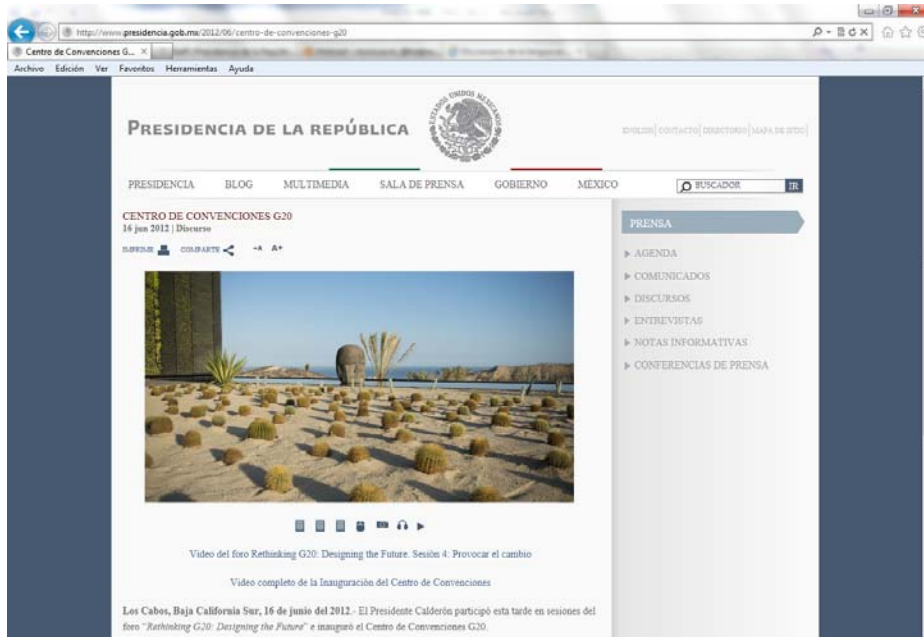 http://www.presidencia.gob.mx/2012/06/centro-de-convenciones-g20
Centro de Convenciones G...
Archivo Edición Ver Favoritos Herramientas Ayuda
PRESIDENCIA DE LA REPÚBLICA
ESTADOS UNIDOS MEXICANOS
ENGLISH | CONTACTO | DIRECTORIO | MAPA DE SITIO |
PRESIDENCIA BLOG MULTIMEDIA SALA DE PRENSA GOBIERNO MÉXICO BUSCADOR IR
CENTRO DE CONVENCIONES G20
16 jun 2012 | Discurso
IMPRIMIR COMPARTE -A A+
PRENSA
AGENDA
COMUNICADOS
DISCURSOS
ENTREVISTAS
NOTAS INFORMATIVAS
CONFERENCIAS DE PRENSA
Video del foro Rethinking G20: Designing the Future. Sesión 4: Provocar el cambio
Video completo de la Inauguración del Centro de Convenciones
Los Cabos, Baja California Sur, 16 de junio del 2012.- El Presidente Calderón participó esta tarde en sesiones del
foro "Rethinking G20: Designing the Future" e inauguró el Centro de Convenciones G20.